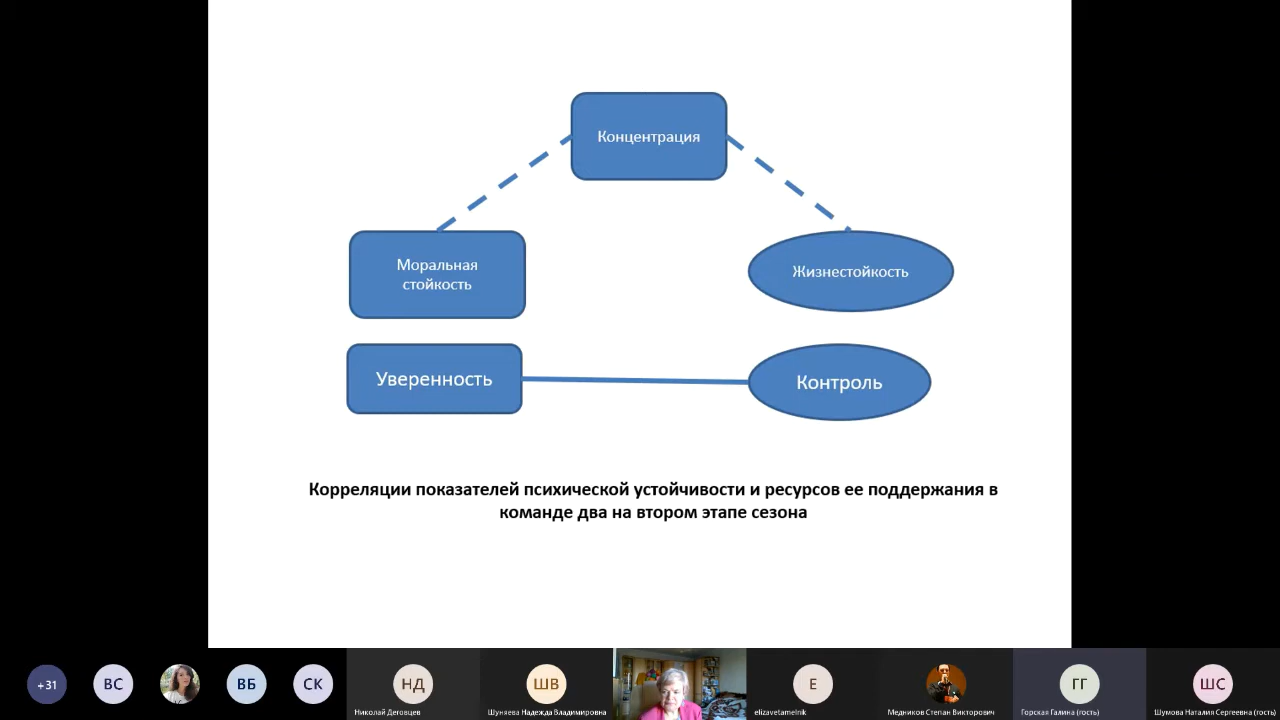 Концентрация
Моральная
стойкость
Жизнестойкость
Уверенность
Контроль
Корреляции показателей психической устойчивости и ресурсов ее поддержания в
команде два на втором этапе сезона
+31
ВС
ВБ
СК
НД
ШВ
Е
ГГ
ШС
Николай Деговцев
Шуняева Надежда Владимировна
elizavetamelnik
Медников Степан Викторович
Горская Галина (гость)
Шумова Наталия Сергеевна (гость)